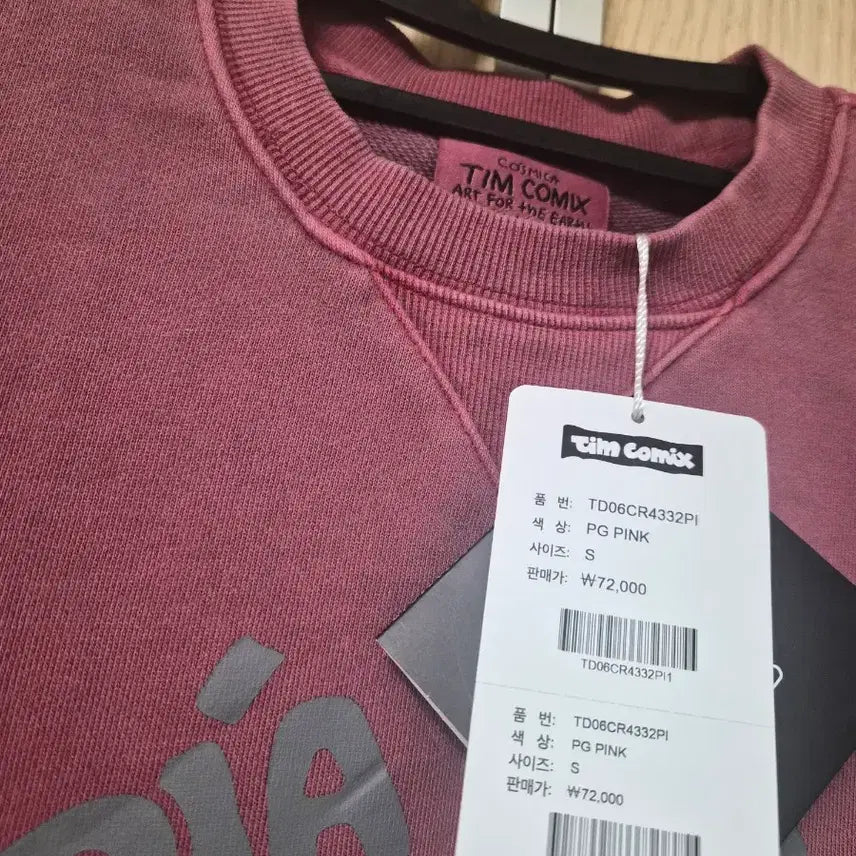 COSMICA
TIM COMIX
ART FOR thE EARth
Tim Comix
품 번: TD06CR4332PI
색 상: PG PINK
사이즈: S
판매가: ₩72,000
TD06CR4332PI1
품 번: TD06CR4332PI
색 상: PG PINK
사이즈: S
판매가: ₩72,000